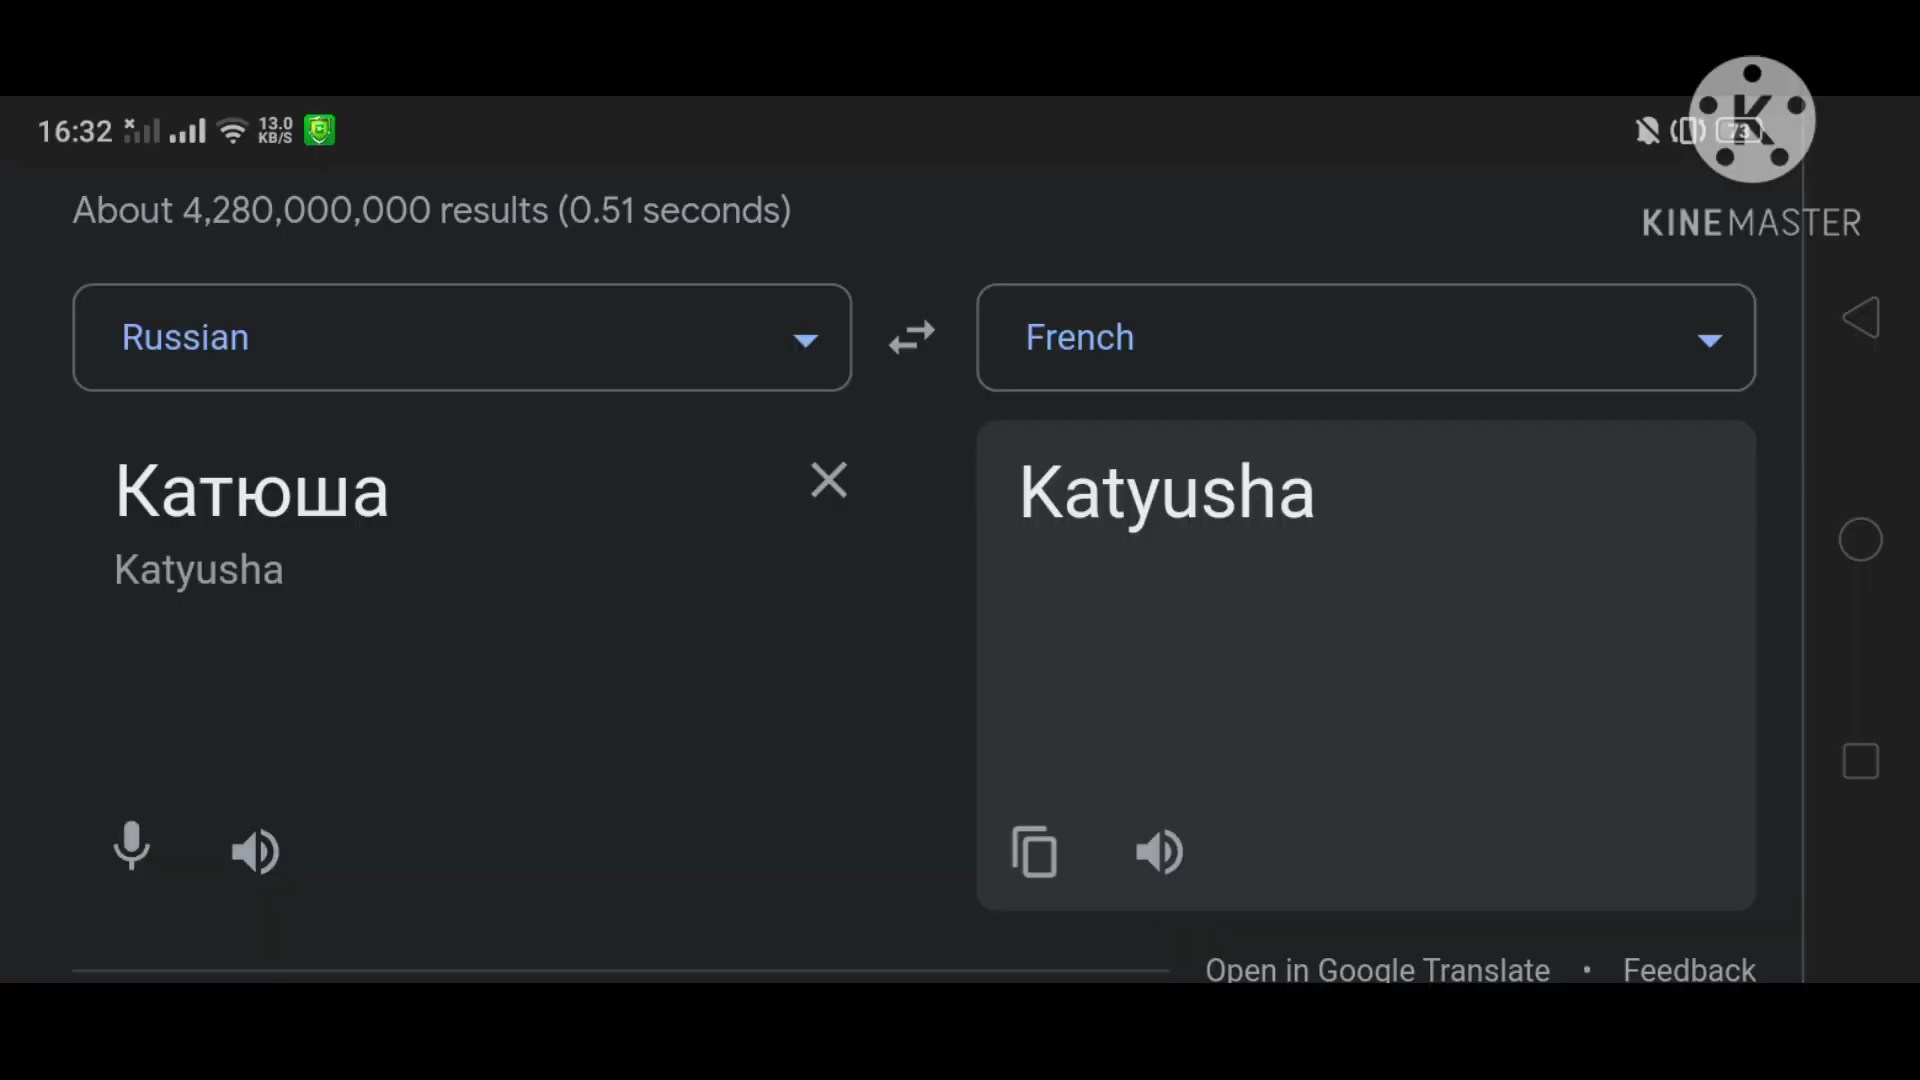 16:32 13.0 KB/S 73
K
KINEMASTER
About 4,280,000,000 results (0.51 seconds)
Russian French
Катюша Katyusha
Katyusha
Open in Google Translate • Feedback